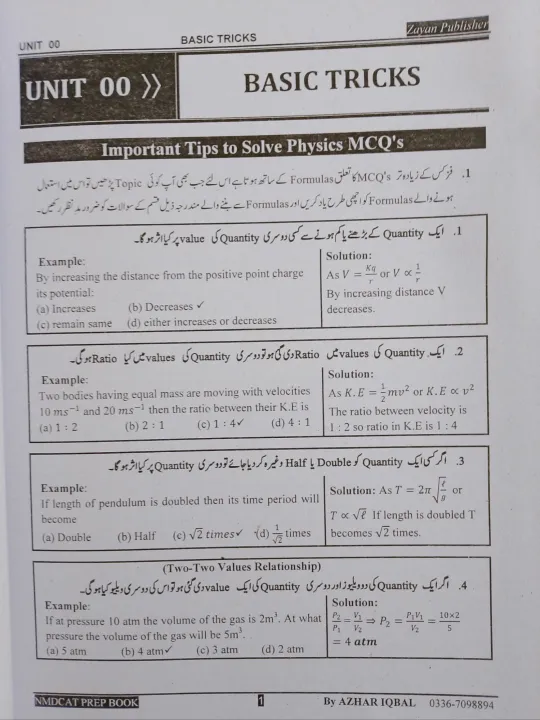 UNIT 00
BASIC TRICKS
Zayan Publisher
UNIT 00 》
BASIC TRICKS
Important Tips to Solve Physics MCQ's
1. فزکس کے زیادہ تر MCQ's کا تعلق Formulas کے ساتھ ہوتا ہے اس لئے جب بھی آپ کوئی Topic پڑھیں تو اس میں استعمال
ہونے والے Formulas کو اچھی طرح یاد کریں اور Formulas سے بننے والے مندرجہ ذیل قسم کے سوالات کو ضرور مدِ نظر رکھیں۔
1. ایک Quantity کے بڑھنے یا کم ہونے سے کسی دوسری Quantity کی value پر کیا اثر ہوگا۔
Example:
By increasing the distance from the positive point charge
its potential:
(a) Increases (b) Decreases ✓
(c) remain same (d) either increases or decreases
Solution:
As V = Kq/r or V ∝ 1/r
By increasing distance V
decreases.
2. ایک Quantity کی values میں Ratio دی گئی ہو تو دوسری Quantity کی values میں کیا Ratio ہوگی۔
Example:
Two bodies having equal mass are moving with velocities
10 ms⁻¹ and 20 ms⁻¹ then the ratio between their K.E is
(a) 1 : 2 (b) 2 : 1 (c) 1 : 4✓ (d) 4 : 1
Solution:
As K.E = 1/2 mv² or K.E ∝ v²
The ratio between velocity is
1 : 2 so ratio in K.E is 1 : 4
3. اگر کسی ایک Quantity کو Double یا Half وغیرہ کر دیا جائے تو دوسری Quantity پر کیا اثر ہوگا۔
Example:
If length of pendulum is doubled then its time period will
become
(a) Double (b) Half (c) √2 times✓ (d) 1/√2 times
Solution: As T = 2π √(ℓ/g) or
T ∝ √ℓ If length is doubled T
becomes √2 times.
(Two-Two Values Relationship)
4. اگر ایک Quantity کی دو ویلیوز اور دوسری Quantity کی ایک value دی گئی ہو تو اس کی دوسری ویلیو کیا ہوگی۔
Example:
If at pressure 10 atm the volume of the gas is 2m³. At what
pressure the volume of the gas will be 5m³.
(a) 5 atm (b) 4 atm✓ (c) 3 atm (d) 2 atm
Solution:
P₂/P₁ = V₁/V₂ ⇒ P₂ = P₁V₁/V₂ = 10×2/5
= 4 atm
NMDCAT PREP BOOK
1
By AZHAR IQBAL 0336-7098894